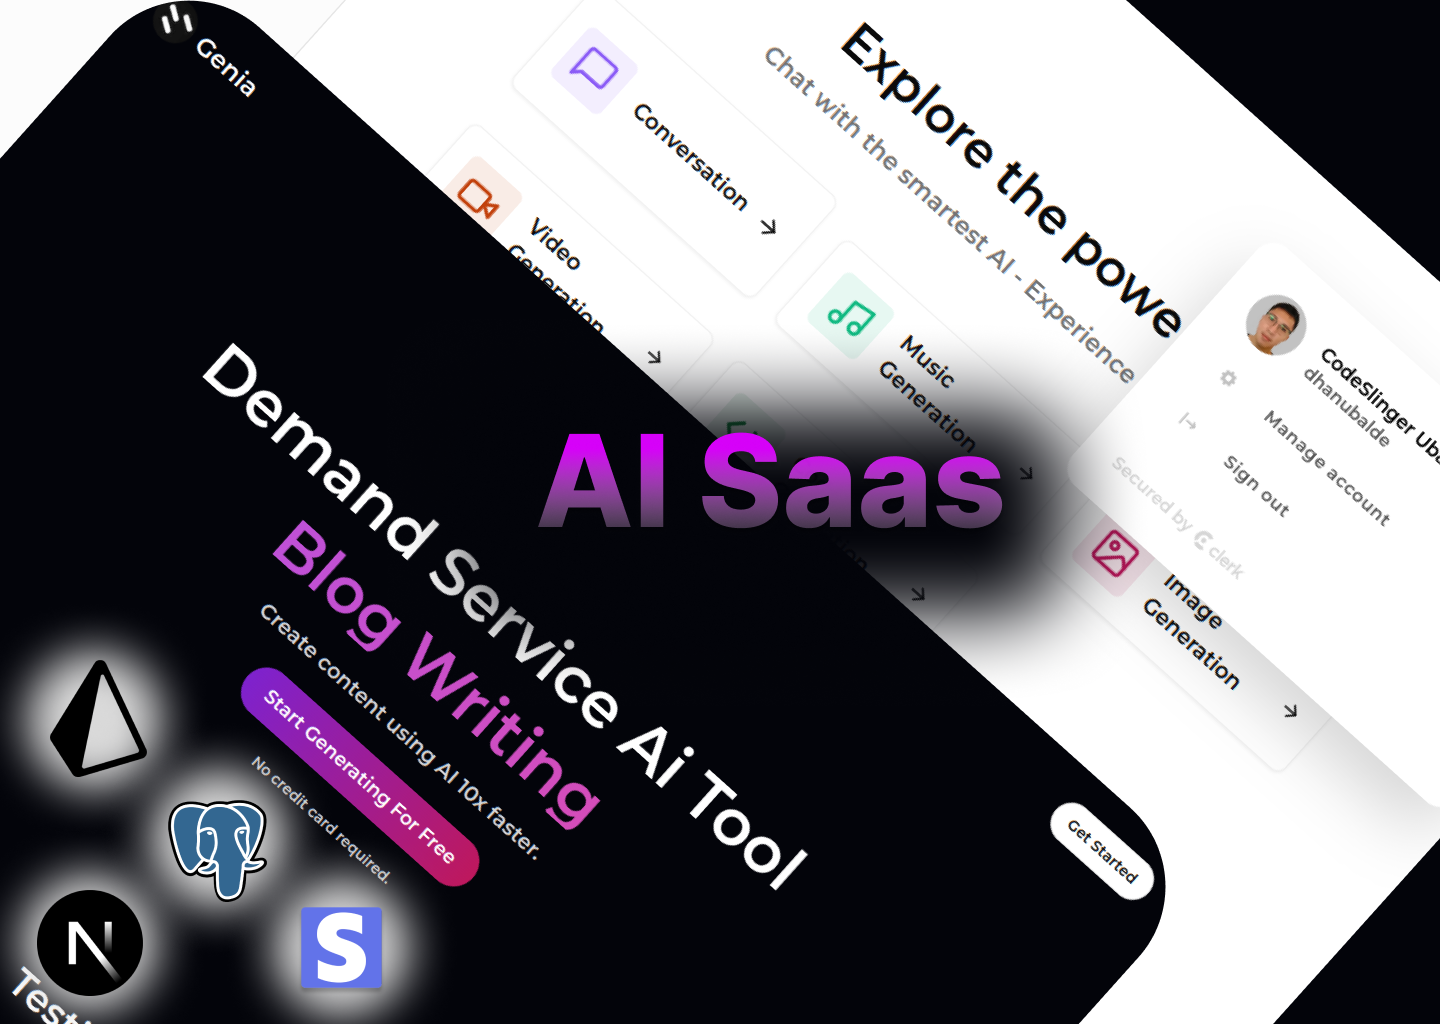 Genia
Demand Service Ai Tool
Blog Writing
Create content using AI 10x faster.
Start Generating For Free
No credit card required.
Get Started
Explore the powe
Chat with the smartest AI - Experience
Conversation
Video
Generation
Music
Generation
Image
Generation
CodeSlinger
dhanubalde
Manage account
Sign out
Secured by clerk
AI Saas